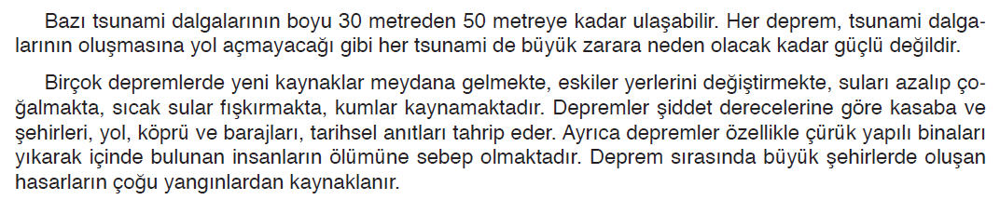 Bazı tsunami dalgalarının boyu 30 metreden 50 metreye kadar ulaşabilir. Her deprem, tsunami dalga-
larının oluşmasına yol açmayacağı gibi her tsunami de büyük zarara neden olacak kadar güçlü değildir.
Birçok depremlerde yeni kaynaklar meydana gelmekte, eskiler yerlerini değiştirmekte, suları azalıp ço-
ğalmakta, sıcak sular fışkırmakta, kumlar kaynamaktadır. Depremler şiddet derecelerine göre kasaba ve
şehirleri, yol, köprü ve barajları, tarihsel anıtları tahrip eder. Ayrıca depremler özellikle çürük yapılı binaları
yıkarak içinde bulunan insanların ölümüne sebep olmaktadır. Deprem sırasında büyük şehirlerde oluşan
hasarların çoğu yangınlardan kaynaklanır.